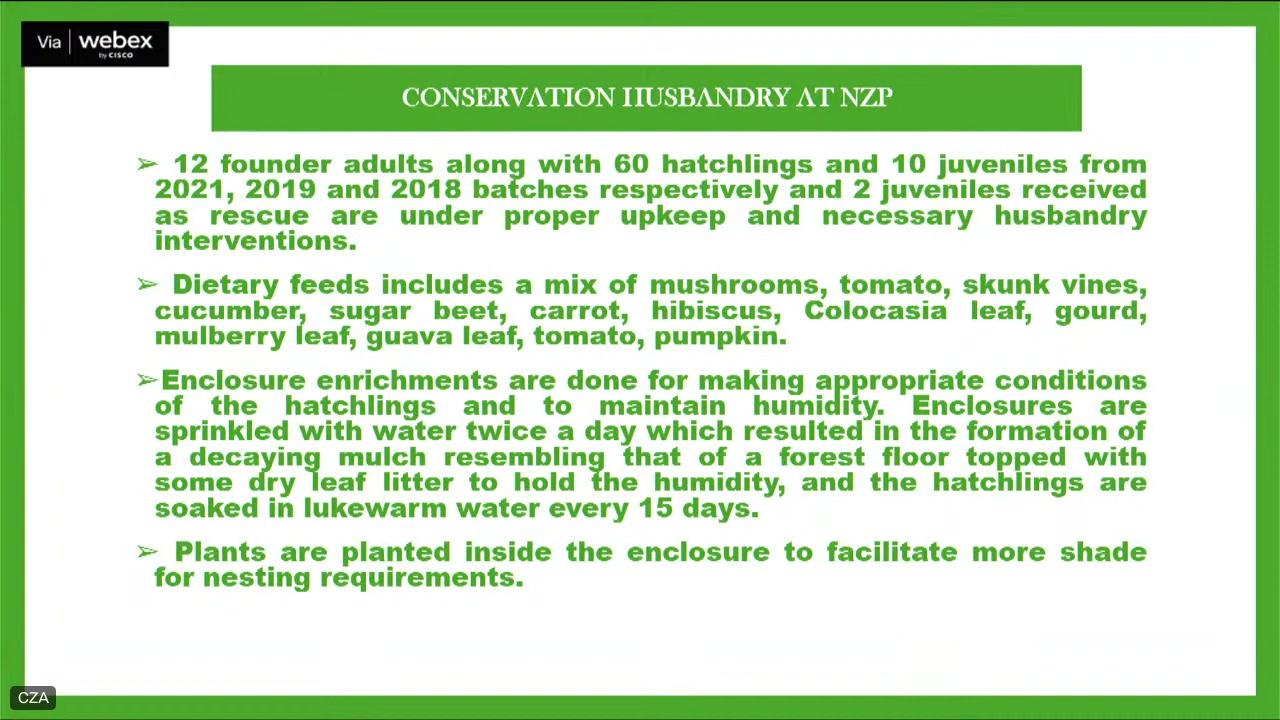 Via | webex
by CISCO
CONSERVATION HUSBANDRY AT NZP
➢ 12 founder adults along with 60 hatchlings and 10 juveniles from
2021, 2019 and 2018 batches respectively and 2 juveniles received
as rescue are under proper upkeep and necessary husbandry
interventions.
➢ Dietary feeds includes a mix of mushrooms, tomato, skunk vines,
cucumber, sugar beet, carrot, hibiscus, Colocasia leaf, gourd,
mulberry leaf, guava leaf, tomato, pumpkin.
➢Enclosure enrichments are done for making appropriate conditions
of the hatchlings and to maintain humidity. Enclosures are
sprinkled with water twice a day which resulted in the formation of
a decaying mulch resembling that of a forest floor topped with
some dry leaf litter to hold the humidity, and the hatchlings are
soaked in lukewarm water every 15 days.
➢ Plants are planted inside the enclosure to facilitate more shade
for nesting requirements.
CZA